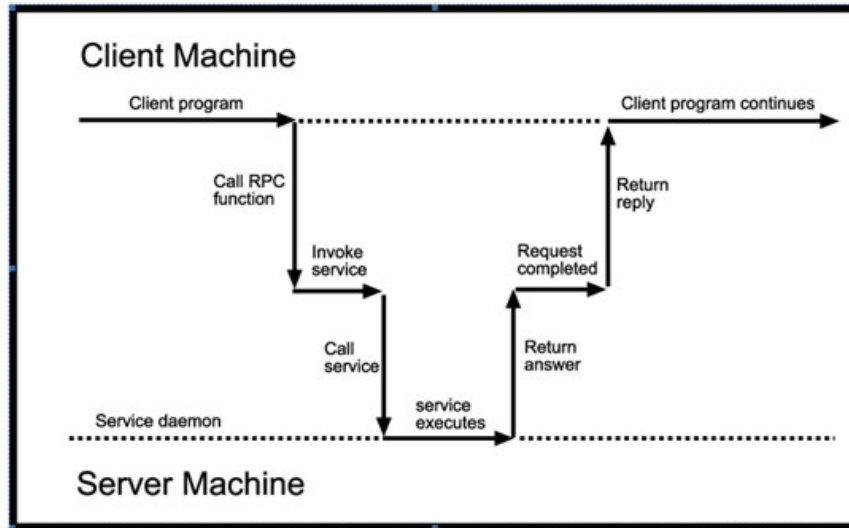 Client Machine
Client program
Client program continues
Call RPC
function
Return
reply
Invoke
service
Request
completed
Call
service
Return
answer
Service daemon
service
executes
Server Machine